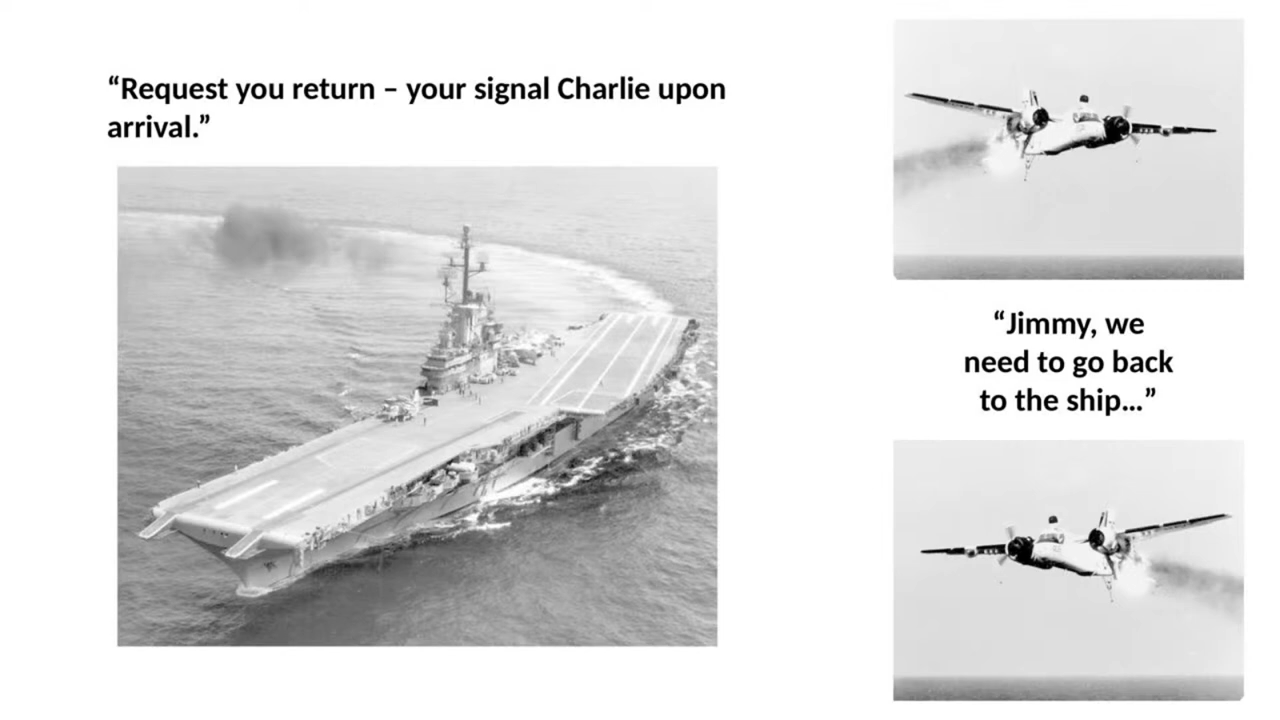 “Request you return – your signal Charlie upon
arrival.”
“Jimmy, we
need to go back
to the ship…”